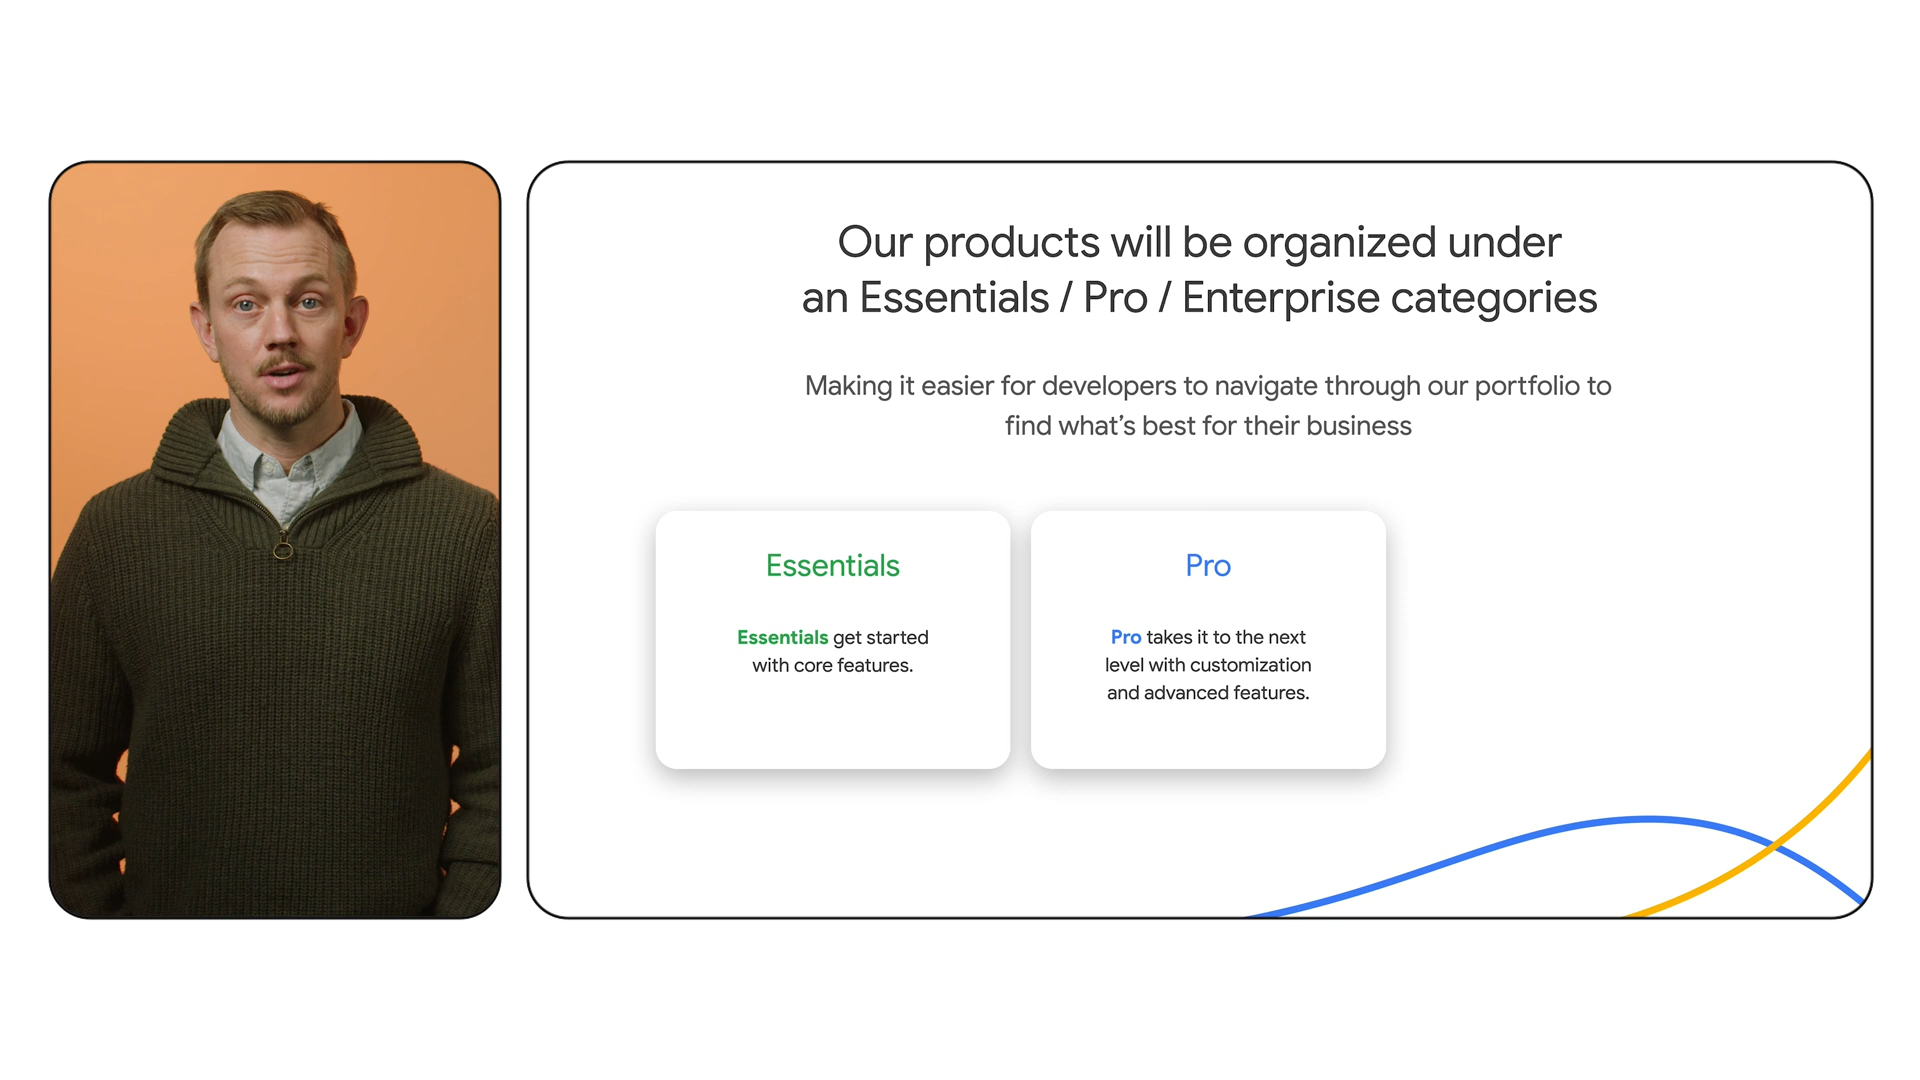 Our products will be organized under
an Essentials / Pro / Enterprise categories
Making it easier for developers to navigate through our portfolio to
find what’s best for their business
Essentials
Essentials get started
with core features.
Pro
Pro takes it to the next
level with customization
and advanced features.